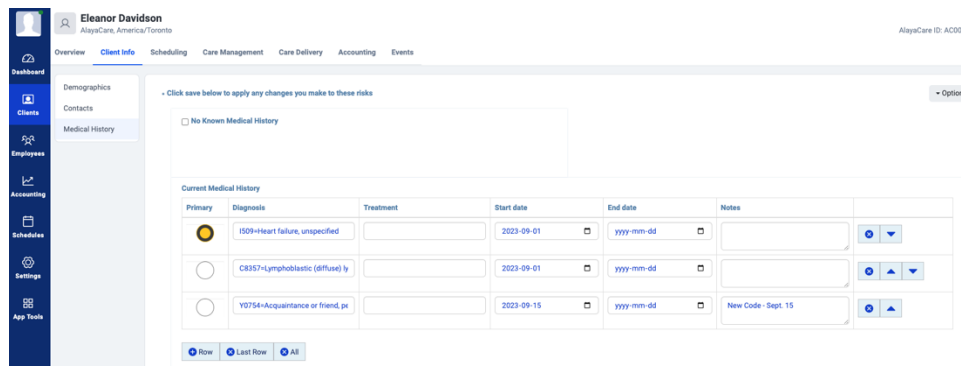 Eleanor Davidson
AlayaCare, America/Toronto
AlayaCare ID: AC00
Overview Client Info Scheduling Care Management Care Delivery Accounting Events
Dashboard
Clients
Employees
Accounting
Schedules
Settings
App Tools
Demographics
Contacts
Medical History
Click save below to apply any changes you make to these risks
Option
No Known Medical History
Current Medical History
Primary Diagnosis Treatment Start date End date Notes
I509=Heart failure, unspecified 2023-09-01 yyyy-mm-dd
C8357=Lymphoblastic (diffuse) ly 2023-09-01 yyyy-mm-dd
Y0754=Acquaintance or friend, pe 2023-09-15 yyyy-mm-dd New Code - Sept. 15
Row Last Row All